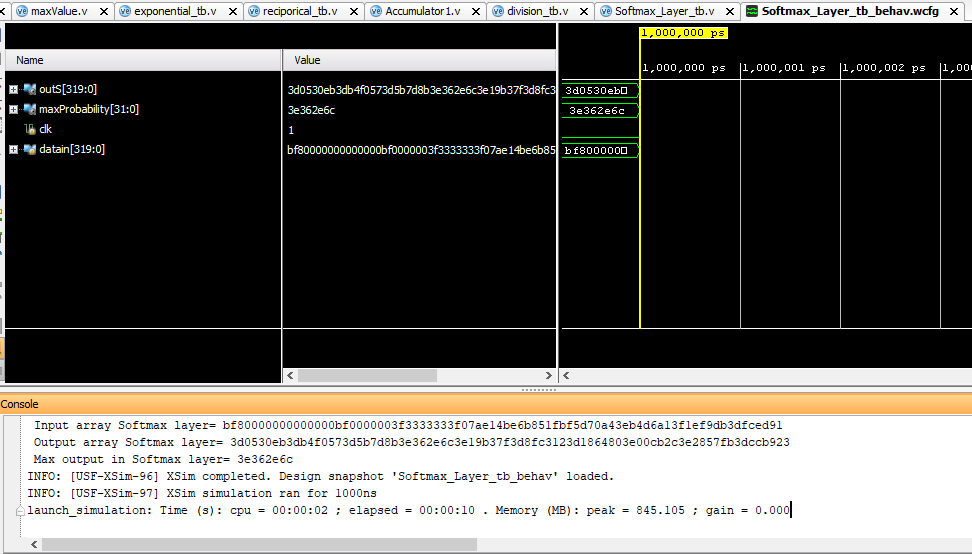 maxValue.v exponential_tb.v reciporical_tb.v Accumulator1.v division_tb.v Softmax_Layer_tb.v Softmax_Layer_tb_behav.wcfg
1,000,000 ps
Name Value
1,000,000 ps 1,000,001 ps 1,000,002 ps 1,0
outS[319:0] 3d0530eb3db4f0573d5b7d8b3e362e6c3e19b37f3d8fc3 3d0530eb
maxProbability[31:0] 3e362e6c 3e362e6c
clk 1
datain[319:0] bf80000000000000bf0000003f3333333f07ae14be6b85 bf800000
Console
Input array Softmax layer= bf80000000000000bf0000003f3333333f07ae14be6b851fbf5d70a43eb4d6a13f1ef9db3dfced91
Output array Softmax layer= 3d0530eb3db4f0573d5b7d8b3e362e6c3e19b37f3d8fc3123d1864803e00cb2c3e2857fb3dccb923
Max output in Softmax layer= 3e362e6c
INFO: [USF-XSim-96] XSim completed. Design snapshot 'Softmax_Layer_tb_behav' loaded.
INFO: [USF-XSim-97] XSim simulation ran for 1000ns
launch_simulation: Time (s): cpu = 00:00:02 ; elapsed = 00:00:10 . Memory (MB): peak = 845.105 ; gain = 0.000